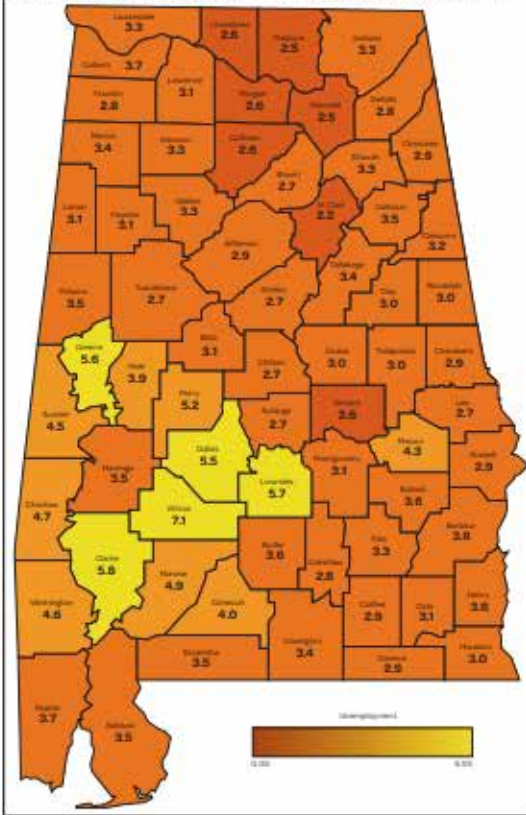 Lauderdale
3.3
Limestone
2.6
Madison
2.5
Jackson
3.3
Colbert
3.7
Lawrence
3.1
Franklin
2.8
Morgan
2.6
Marshall
2.5
DeKalb
2.8
Marion
3.4
Winston
3.3
Cullman
2.6
Cherokee
2.9
Blount
2.7
Etowah
3.3
Lamar
3.1
Fayette
3.1
Walker
3.3
St Clair
2.2
Calhoun
3.5
Jefferson
2.9
Cleburne
3.2
Talladega
3.4
Pickens
3.5
Tuscaloosa
2.7
Shelby
2.7
Clay
3.0
Randolph
3.0
Greene
5.6
Hale
3.9
Bibb
3.1
Chilton
2.7
Coosa
3.0
Tallapoosa
3.0
Chambers
2.9
Sumter
4.5
Perry
5.2
Autauga
2.7
Elmore
2.6
Lee
2.7
Macon
4.3
Marengo
3.5
Dallas
5.5
Lowndes
5.7
Montgomery
3.1
Russell
2.9
Choctaw
4.7
Wilcox
7.1
Bullock
3.6
Clarke
5.8
Butler
3.6
Pike
3.3
Barbour
3.8
Washington
4.6
Monroe
4.9
Conecuh
4.0
Crenshaw
2.8
Coffee
2.9
Dale
3.1
Henry
3.6
Covington
3.4
Geneva
2.9
Houston
3.0
Escambia
3.5
Mobile
3.7
Baldwin
3.5
Unemployment